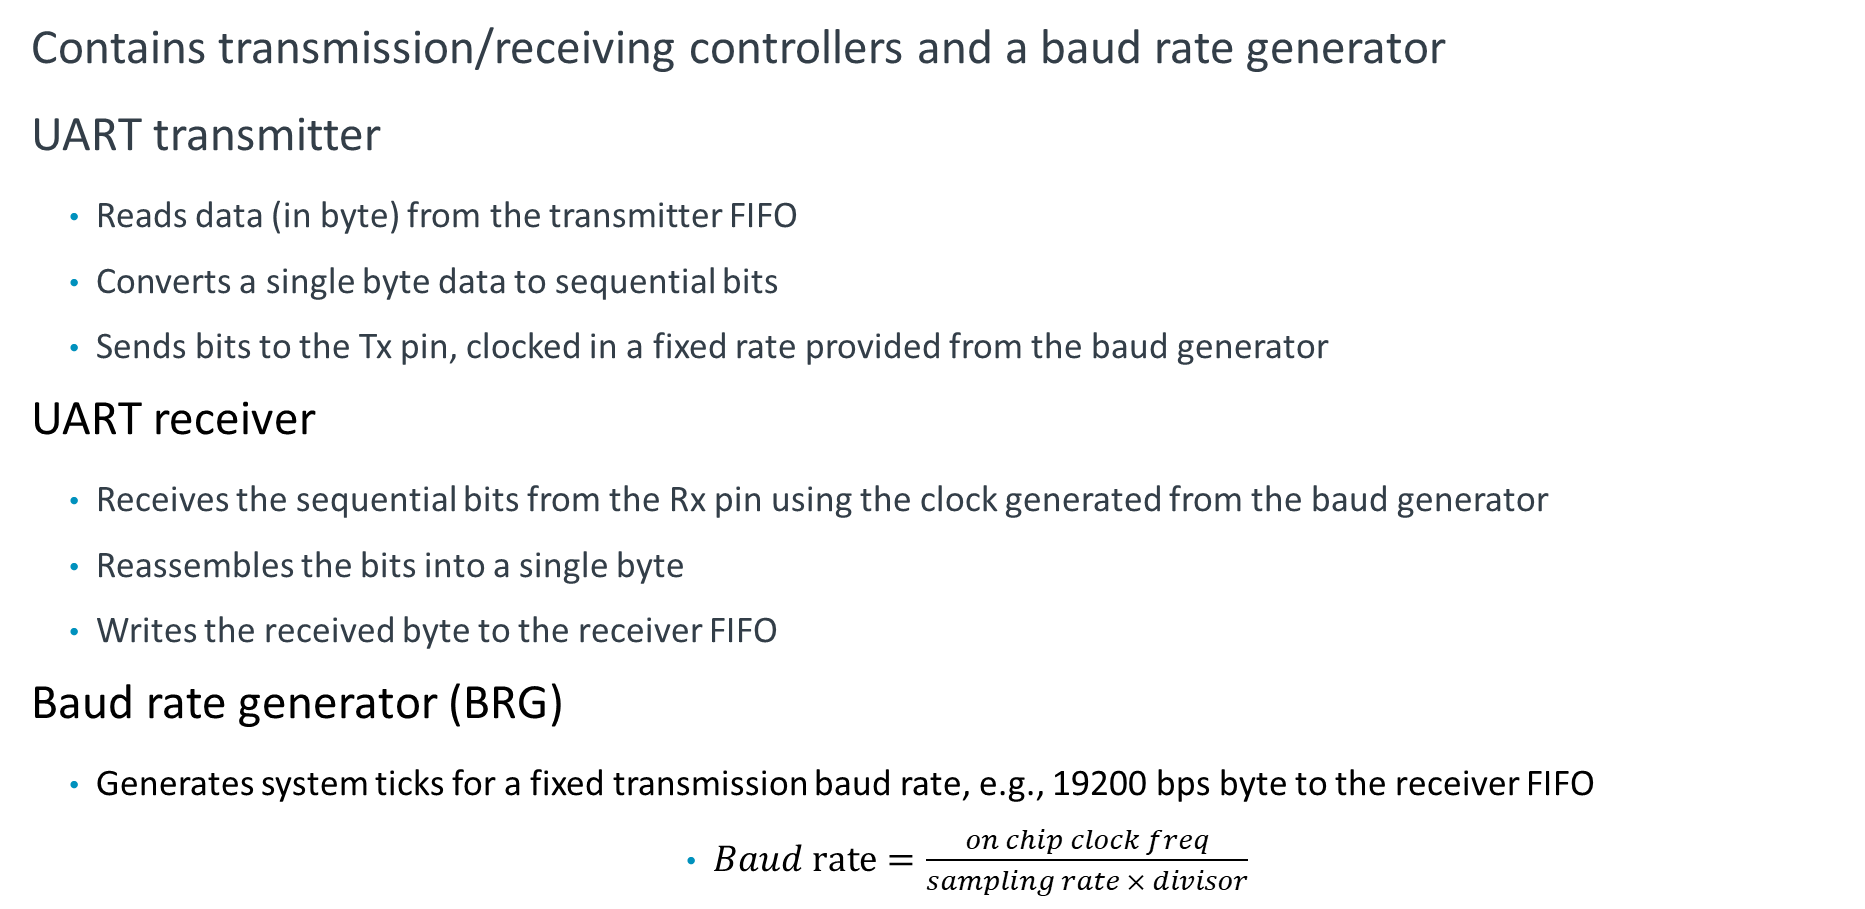 Contains transmission/receiving controllers and a baud rate generator
UART transmitter
• Reads data (in byte) from the transmitter FIFO
• Converts a single byte data to sequential bits
• Sends bits to the Tx pin, clocked in a fixed rate provided from the baud generator
UART receiver
• Receives the sequential bits from the Rx pin using the clock generated from the baud generator
• Reassembles the bits into a single byte
• Writes the received byte to the receiver FIFO
Baud rate generator (BRG)
• Generates system ticks for a fixed transmission baud rate, e.g., 19200 bps byte to the receiver FIFO
on chip clock freq
• Baud rate =
sampling rate × divisor